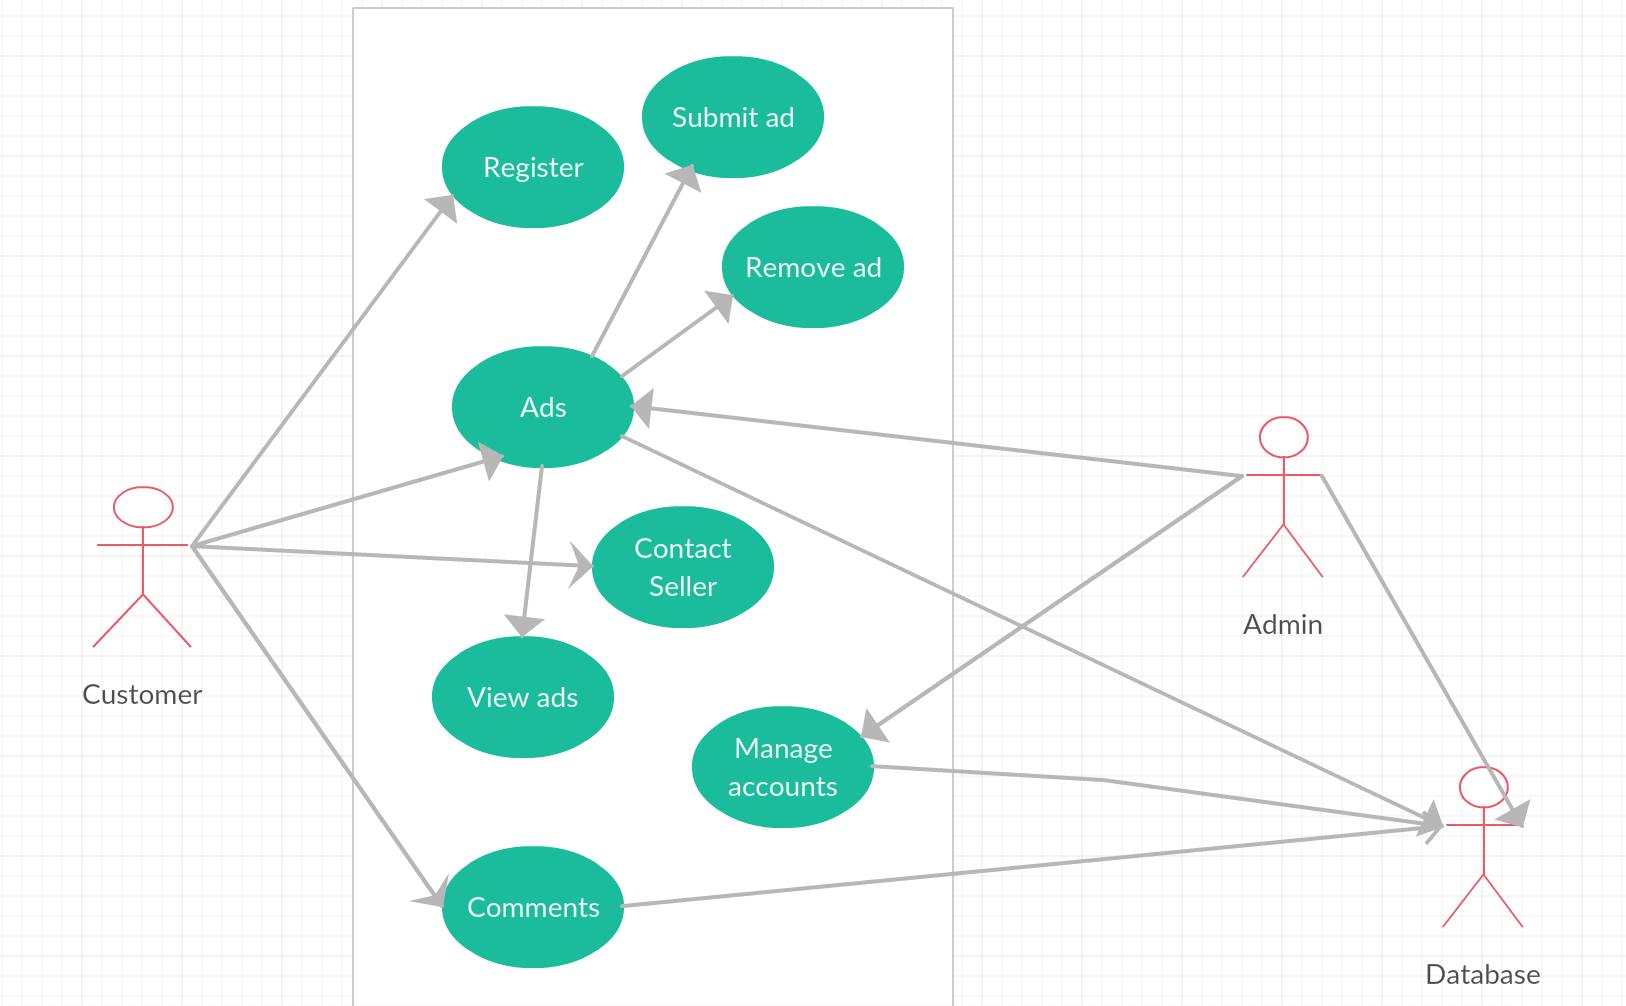 Submit ad
Register
Remove ad
Ads
Contact
Seller
Admin
Customer
View ads
Manage
accounts
Comments
Database